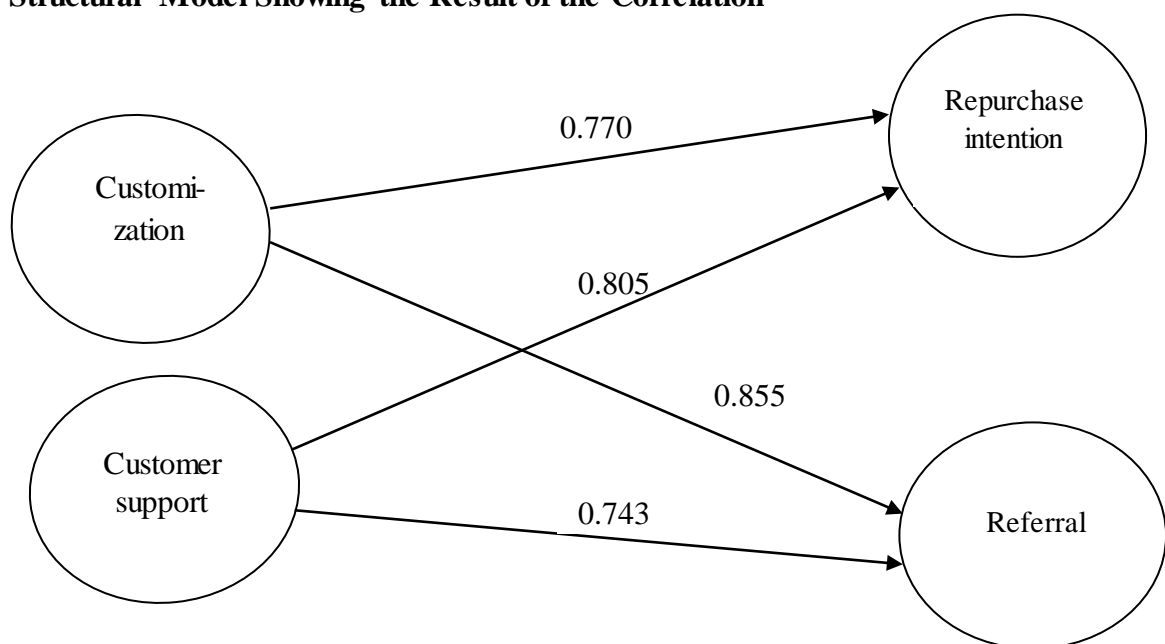 Structural Model Showing the Result of the Correlation
0.770
Repurchase
intention
Customi-
zation
0.805
0.855
Customer
support
0.743
Referral